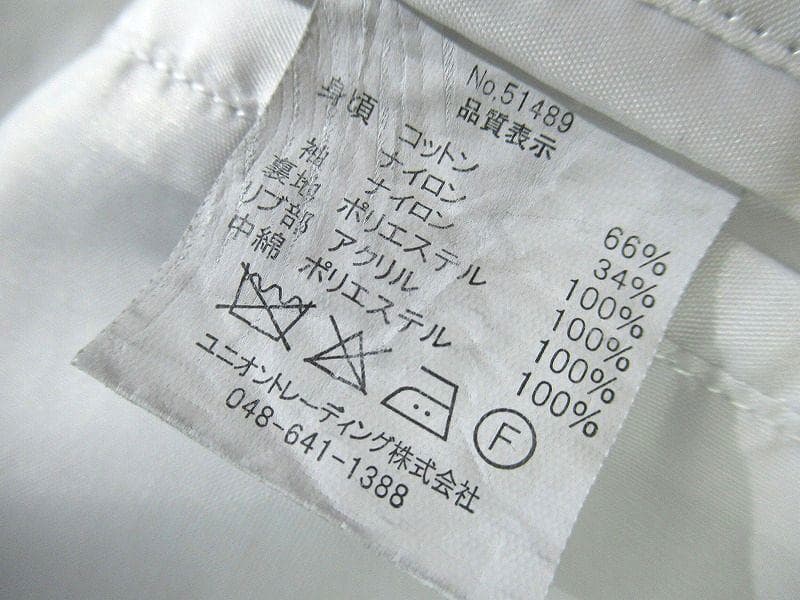 No.51489
品質表示
身頃 コットン 66%
ナイロン 34%
袖 ナイロン 100%
裏地 ポリエステル 100%
リブ部 アクリル 100%
中綿 ポリエステル 100%
F
ユニオントレーディング株式会社
048-641-1388